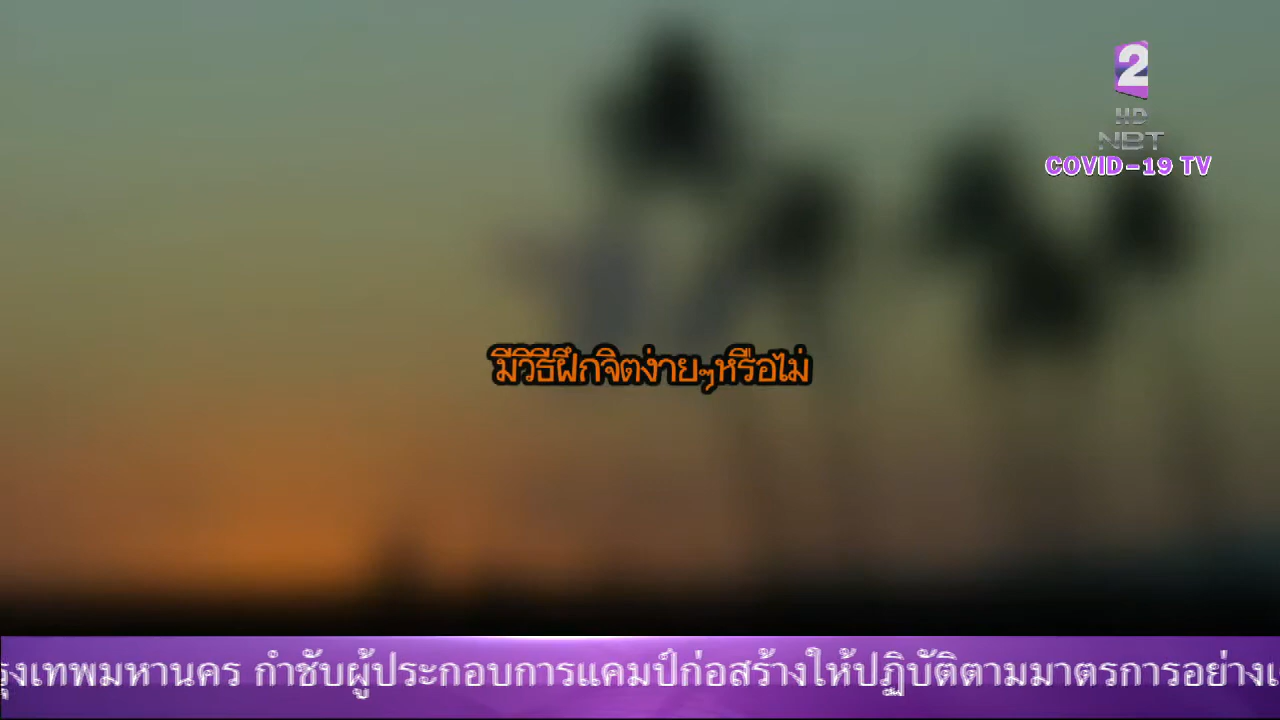 2
HD
NBT
COVID-19 TV
มีวิธีฝึกจิตง่ายๆหรือไม่
กรุงเทพมหานคร กำชับผู้ประกอบการแคมป์ก่อสร้างให้ปฏิบัติตามมาตรการอย่าง